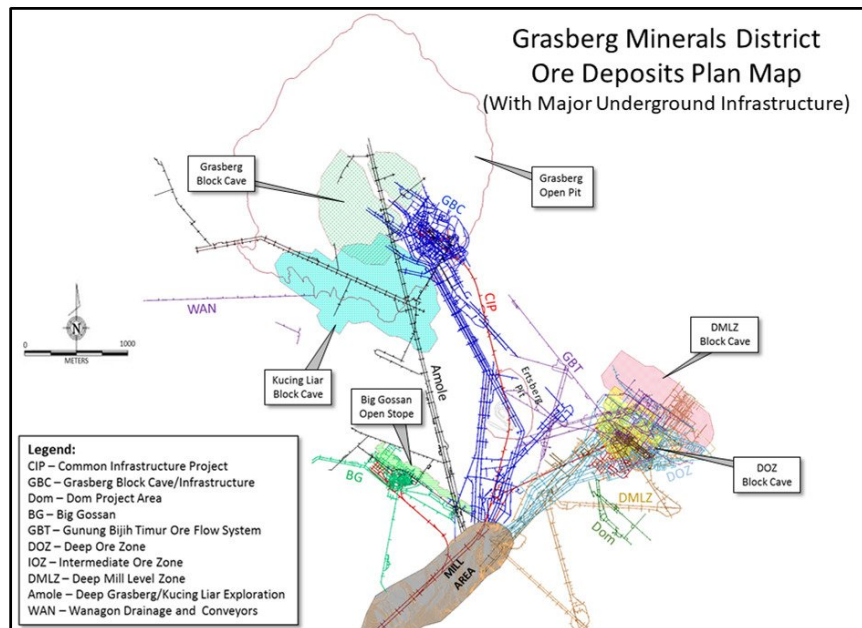 Grasberg Minerals District
Ore Deposits Plan Map
(With Major Underground Infrastructure)
Grasberg
Block Cave
Grasberg
Open Pit
GBC
WAN
CIP
N
0
1000
METERS
Kucing Liar
Block Cave
Amole
GBT
Ertsberg
Pit
DMLZ
Block Cave
Big Gossan
Open Stope
BG
DOZ
DOZ
Block Cave
DMLZ
Dom
MILL
AREA
Legend:
CIP – Common Infrastructure Project
GBC – Grasberg Block Cave/Infrastructure
Dom – Dom Project Area
BG – Big Gossan
GBT – Gunung Bijih Timur Ore Flow System
DOZ – Deep Ore Zone
IOZ – Intermediate Ore Zone
DMLZ – Deep Mill Level Zone
Amole – Deep Grasberg/Kucing Liar Exploration
WAN – Wanagon Drainage and Conveyors